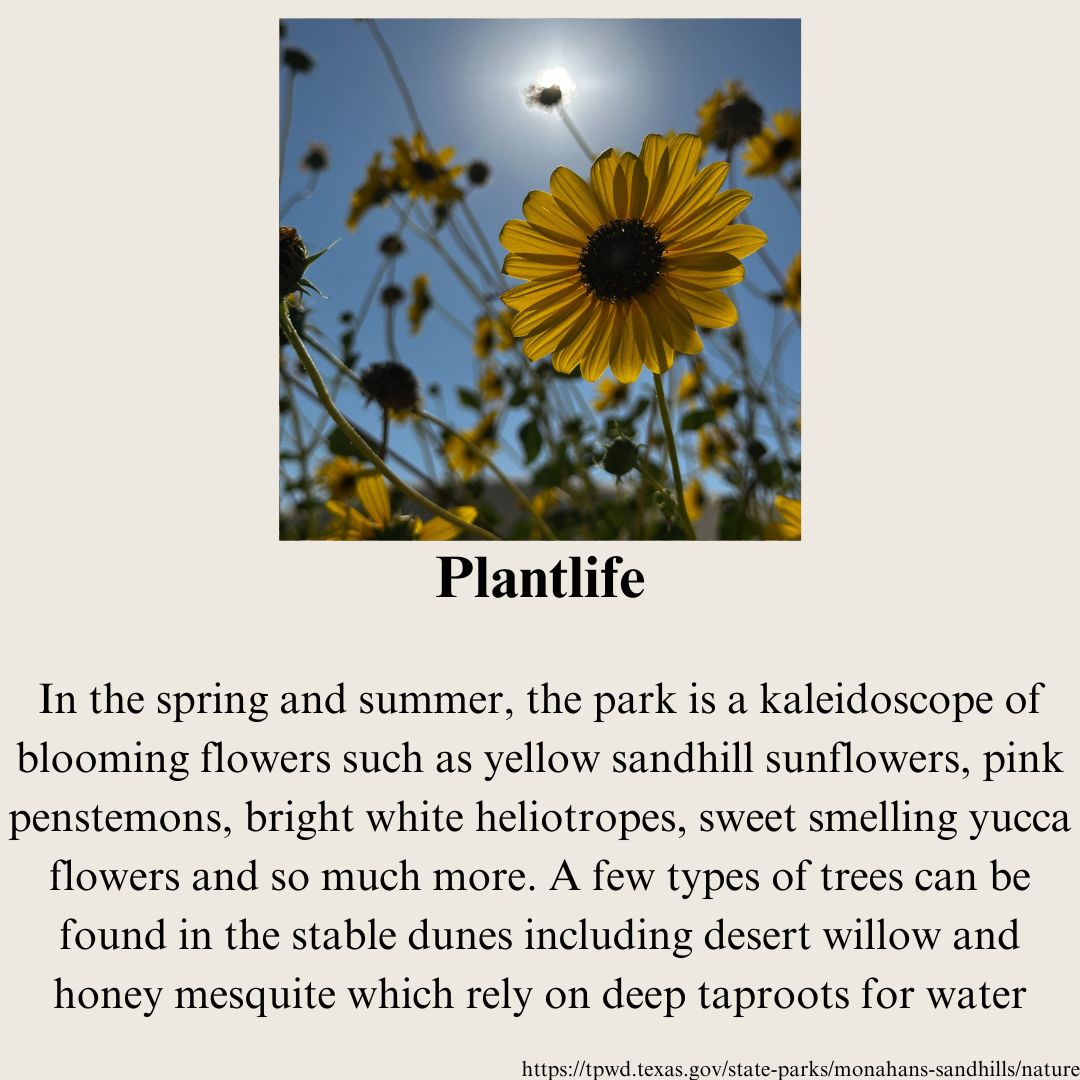 Plantlife
In the spring and summer, the park is a kaleidoscope of
blooming flowers such as yellow sandhill sunflowers, pink
penstemons, bright white heliotropes, sweet smelling yucca
flowers and so much more. A few types of trees can be
found in the stable dunes including desert willow and
honey mesquite which rely on deep taproots for water
https://tpwd.texas.gov/state-parks/monahans-sandhills/nature